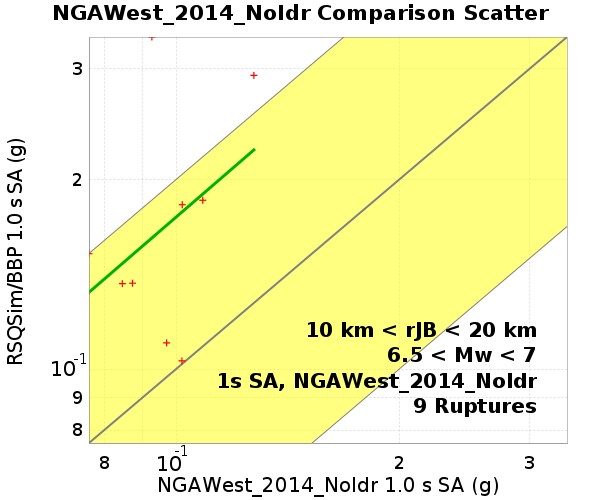 NGAWest_2014_NoIdr Comparison Scatter
RSQSim/BBP 1.0 s SA (g)
3
2
10-1
9
8
10 km < rJB < 20 km
6.5 < Mw < 7
1s SA, NGAWest_2014_NoIdr
9 Ruptures
8 10-1 2 3
NGAWest_2014_NoIdr 1.0 s SA (g)